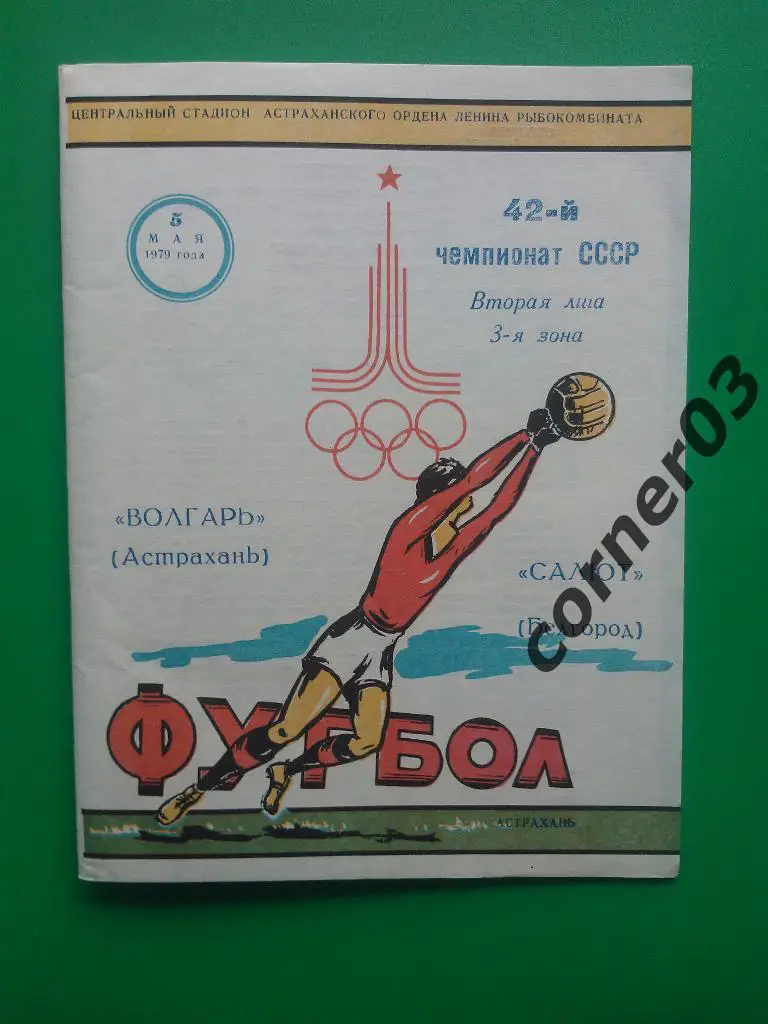 ЦЕНТРАЛЬНЫЙ СТАДИОН АСТРАХАНСКОГО ОРДЕНА ЛЕНИНА РЫБОКОМБИНАТА
5
МАЯ
1979 года
42-й
чемпионат СССР
Вторая лига
3-я зона
«ВОЛГАРЬ»
(Астрахань)
«САЛЮТ»
(Белгород)
ФУТБОЛ
АСТРАХАНЬ
corner03